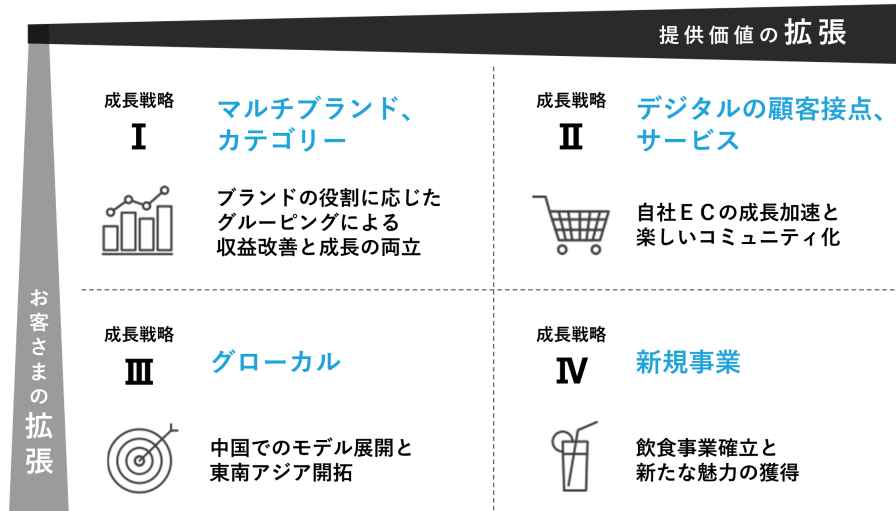 提供価値の拡張
成長戦略
Ⅰ
マルチブランド、
カテゴリー
ブランドの役割に応じた
グルーピングによる
収益改善と成長の両立
成長戦略
Ⅱ
デジタルの顧客接点、
サービス
自社ＥＣの成長加速と
楽しいコミュニティ化
お客さまの拡張
成長戦略
Ⅲ
グローカル
中国でのモデル展開と
東南アジア開拓
成長戦略
Ⅳ
新規事業
飲食事業確立と
新たな魅力の獲得